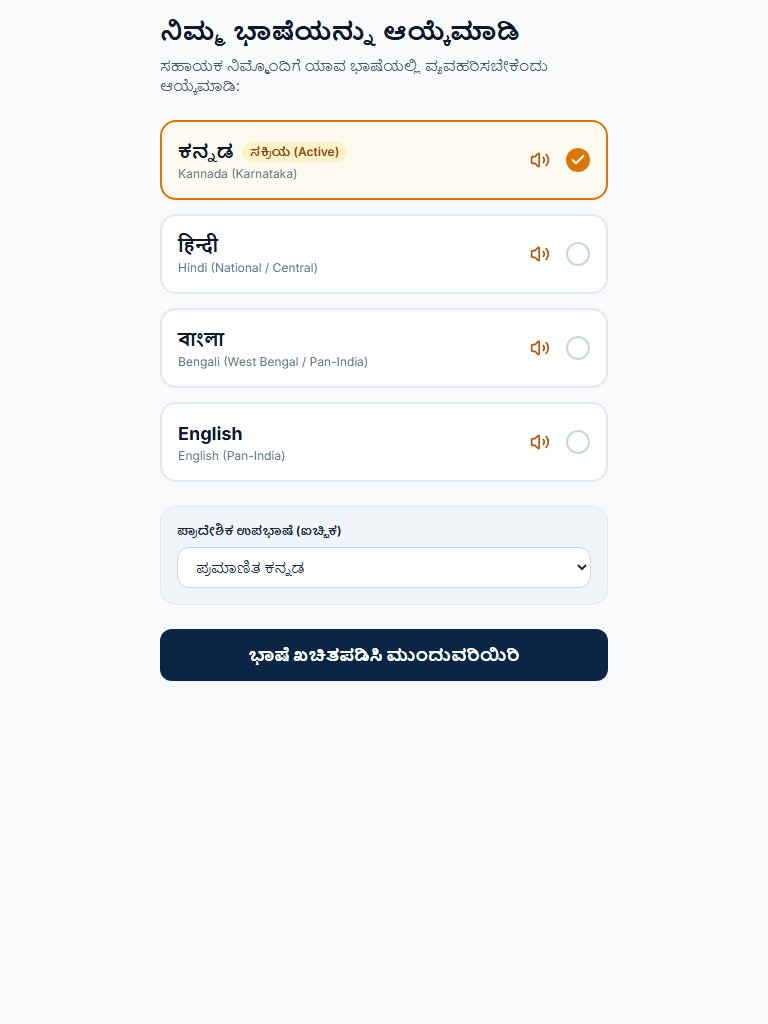 ನಿಮ್ಮ ಭಾಷೆಯನ್ನು ಆಯ್ಕೆಮಾಡಿ
ಸಹಾಯಕ ನಿಮ್ಮೊಂದಿಗೆ ಯಾವ ಭಾಷೆಯಲ್ಲಿ ವ್ಯವಹರಿಸಬೇಕೆಂದು
ಆಯ್ಕೆಮಾಡಿ:
ಕನ್ನಡ ಸಕ್ರಿಯ (Active)
Kannada (Karnataka)
हिन्दी
Hindi (National / Central)
বাংলা
Bengali (West Bengal / Pan-India)
English
English (Pan-India)
ಪ್ರಾದೇಶಿಕ ಉಪಭಾಷೆ (ಐಚ್ಛಿಕ)
ಪ್ರಮಾಣಿತ ಕನ್ನಡ
ಭಾಷೆ ಖಚಿತಪಡಿಸಿ ಮುಂದುವರಿಯಿರಿ